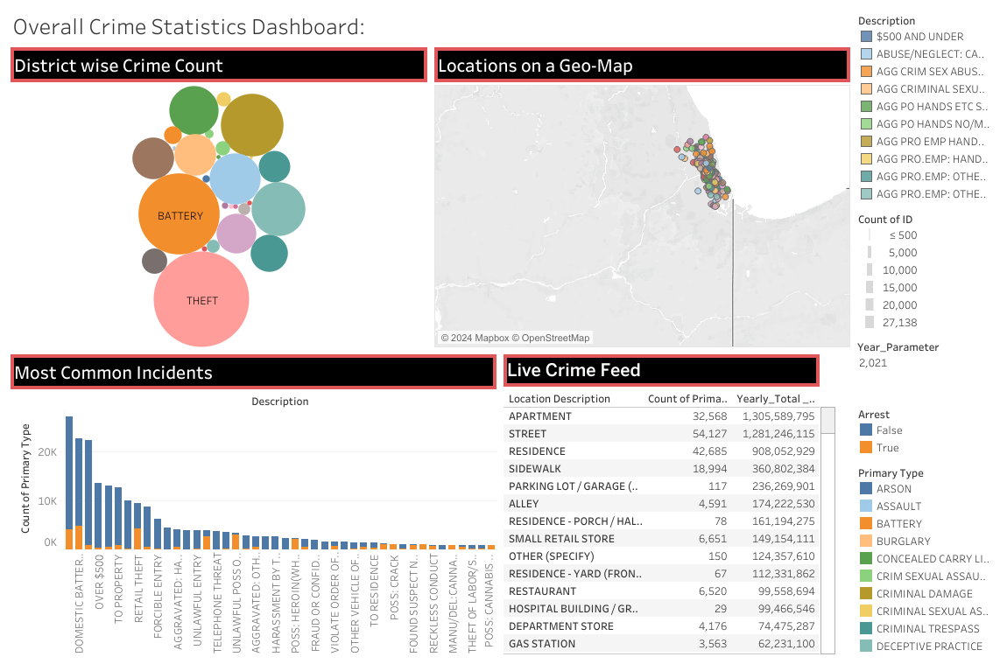 Overall Crime Statistics Dashboard:
District wise Crime Count
BATTERY
THEFT
Locations on a Geo-Map
© 2024 Mapbox © OpenStreetMap
Most Common Incidents
Description
Count of Primary Type
20K
10K
0K
DOMESTIC BATTER..
OVER $500
TO PROPERTY
RETAIL THEFT
FORCIBLE ENTRY
AGGRAVATED: HA..
UNLAWFUL ENTRY
TELEPHONE THREAT
UNLAWFUL POSS O..
AGGRAVATED: OTH..
HARASSMENT BY T..
POSS: HEROIN(WH..
FRAUD OR CONFID..
VIOLATE ORDER OF..
OTHER VEHICLE OF..
TO RESIDENCE
POSS: CRACK
FOUND SUSPECT N..
RECKLESS CONDUCT
MANU/DEL:CANNA..
THEFT OF LABOR/S..
POSS: CANNABIS ..
Live Crime Feed
Location Description Count of Prima.. Yearly_Total _..
APARTMENT 32,568 1,305,589,795
STREET 54,127 1,281,246,115
RESIDENCE 42,685 908,052,929
SIDEWALK 18,994 360,802,384
PARKING LOT / GARAGE (.. 117 236,269,901
ALLEY 4,591 174,222,530
RESIDENCE - PORCH / HAL.. 78 161,194,275
SMALL RETAIL STORE 6,651 149,154,111
OTHER (SPECIFY) 150 124,357,610
RESIDENCE - YARD (FRON.. 67 112,331,862
RESTAURANT 6,520 99,558,694
HOSPITAL BUILDING / GR.. 29 99,466,546
DEPARTMENT STORE 4,176 74,475,287
GAS STATION 3,563 62,231,100
Description
$500 AND UNDER
ABUSE/NEGLECT: CA..
AGG CRIM SEX ABUS..
AGG CRIMINAL SEXU..
AGG PO HANDS ETC S..
AGG PO HANDS NO/M..
AGG PRO EMP HAND..
AGG PRO.EMP: HAND..
AGG PRO.EMP: OTHE..
AGG PRO.EMP: OTHE..
Count of ID
≤ 500
5,000
10,000
15,000
20,000
27,138
Year_Parameter
2,021
Arrest
False
True
Primary Type
ARSON
ASSAULT
BATTERY
BURGLARY
CONCEALED CARRY LI..
CRIM SEXUAL ASSAU..
CRIMINAL DAMAGE
CRIMINAL SEXUAL AS..
CRIMINAL TRESPASS
DECEPTIVE PRACTICE